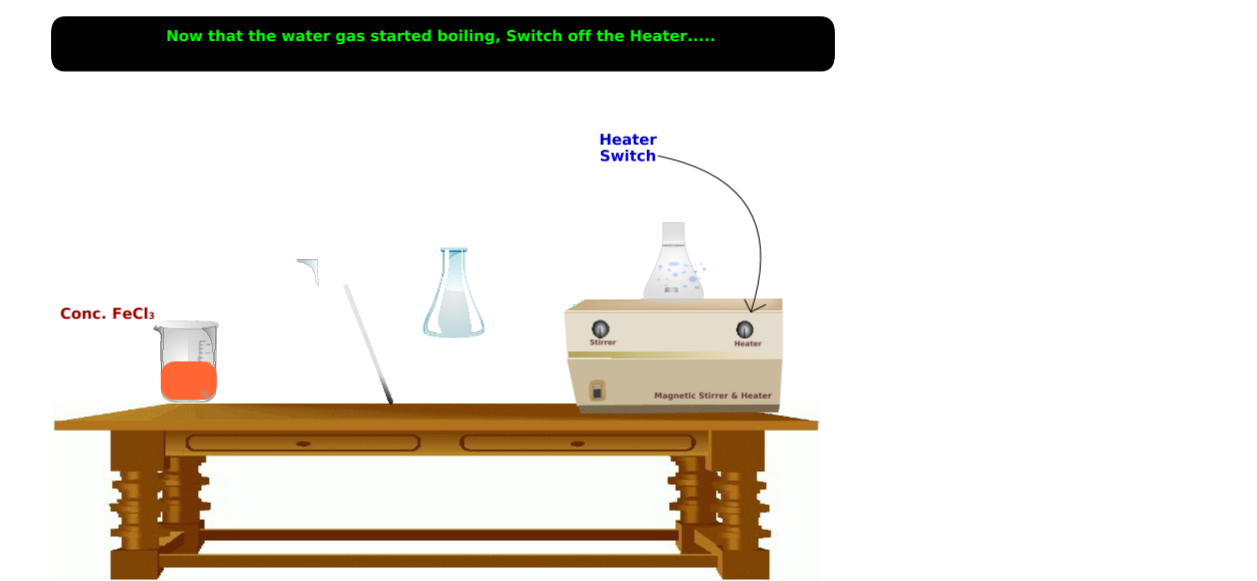 Now that the water gas started boiling, Switch off the Heater.....
Heater
Switch
Conc. FeCl₃
Stirrer
Heater
Magnetic Stirrer & Heater